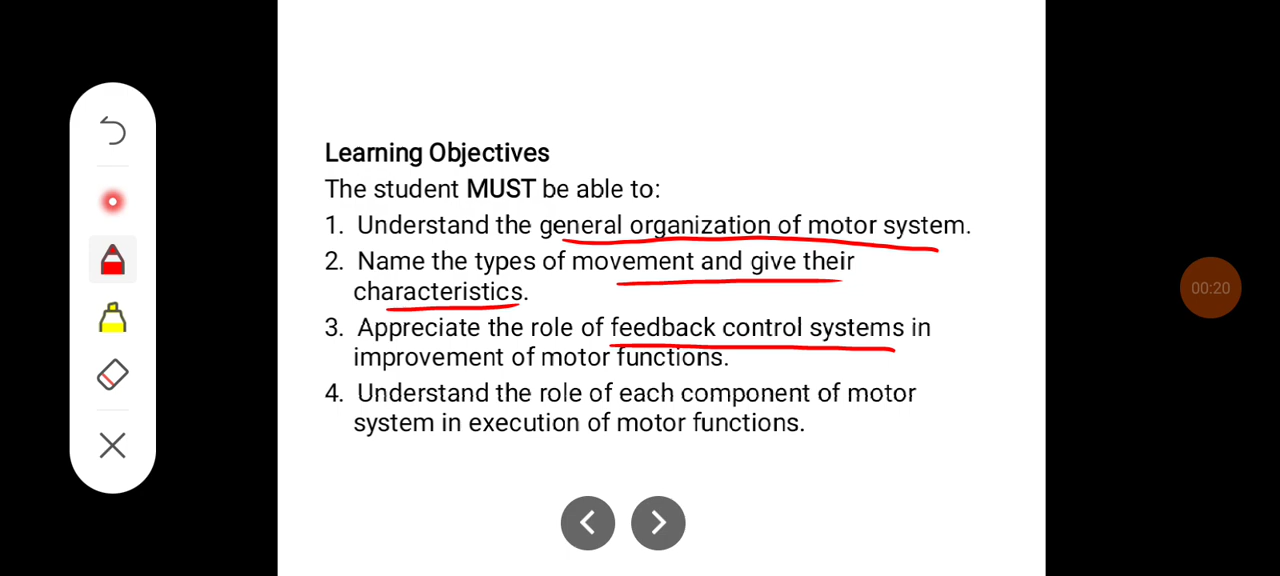 Learning Objectives
The student MUST be able to:
1. Understand the general organization of motor system.
2. Name the types of movement and give their
characteristics.
3. Appreciate the role of feedback control systems in
improvement of motor functions.
4. Understand the role of each component of motor
system in execution of motor functions.
00:20